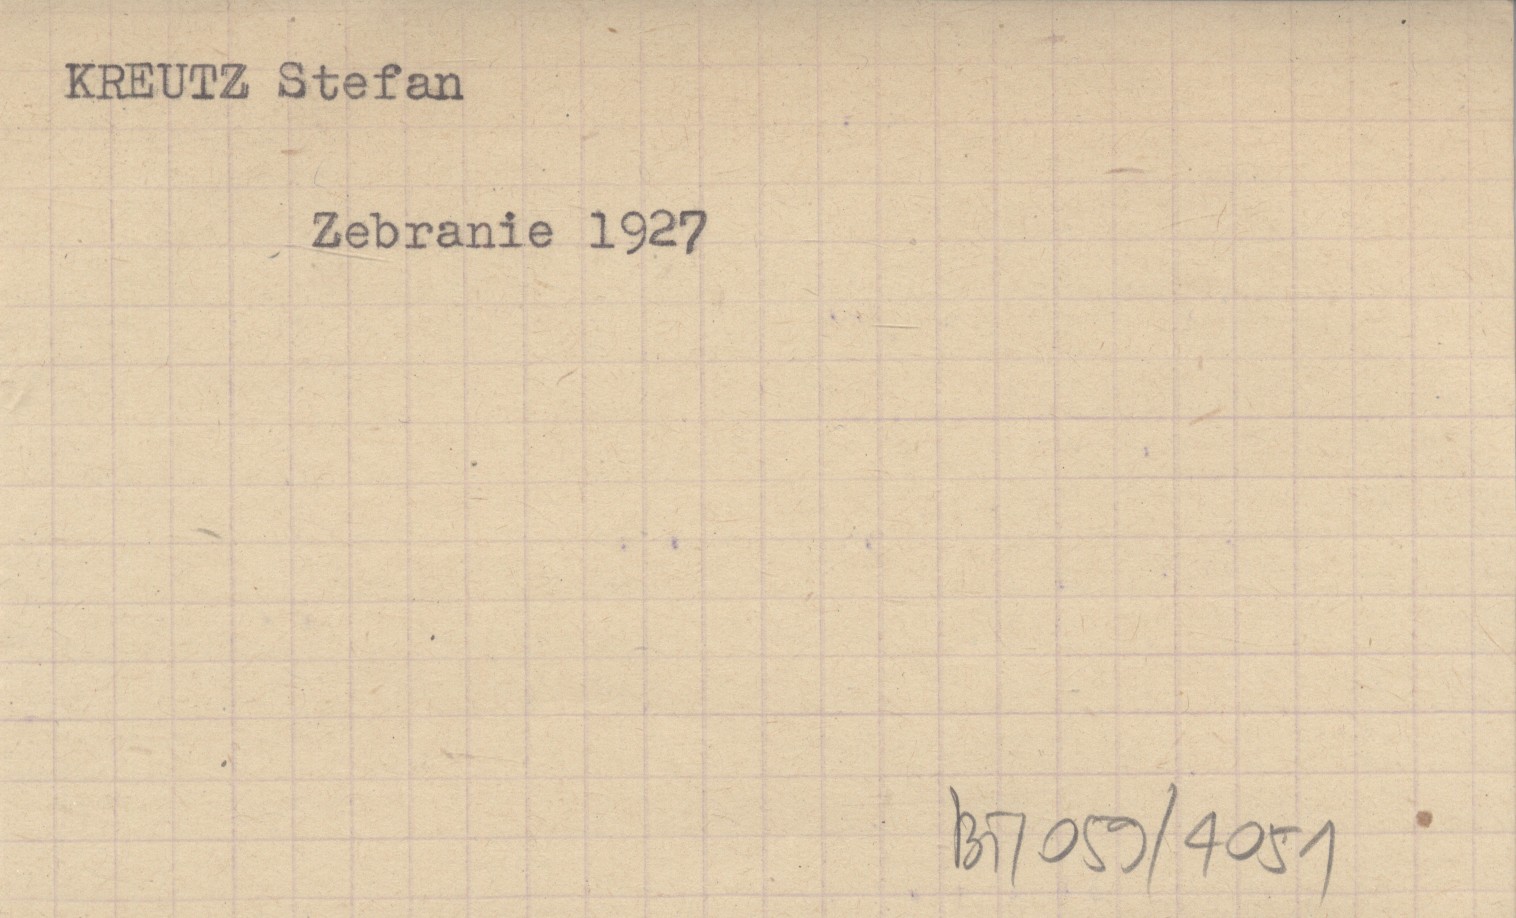 KREUTZ Stefan
Zebranie 1927
BT/059/4051